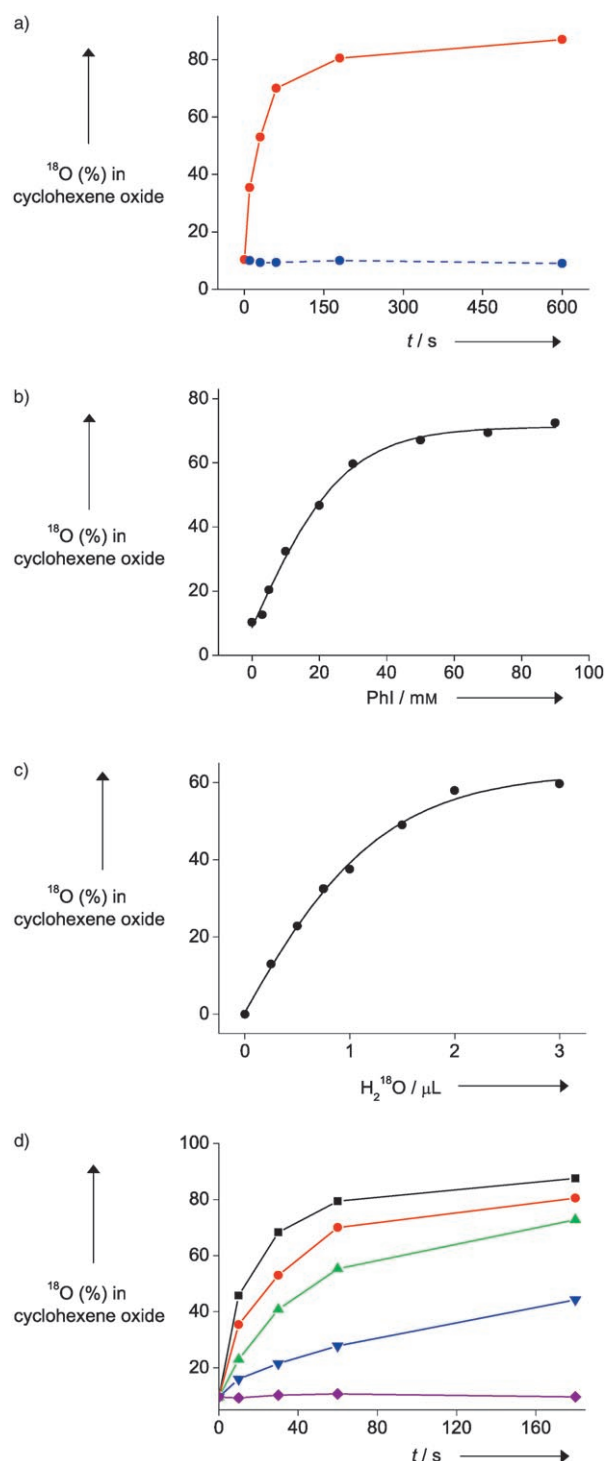 a)
¹⁸O (%) in
cyclohexene oxide
80
60
40
20
0
0 150 300 450 600
t / s
b)
¹⁸O (%) in
cyclohexene oxide
80
60
40
20
0
0 20 40 60 80 100
PhI / mM
c)
¹⁸O (%) in
cyclohexene oxide
60
40
20
0
0 1 2 3
H₂¹⁸O / μL
d)
¹⁸O (%) in
cyclohexene oxide
100
80
60
40
20
0 40 80 120 160
t / s